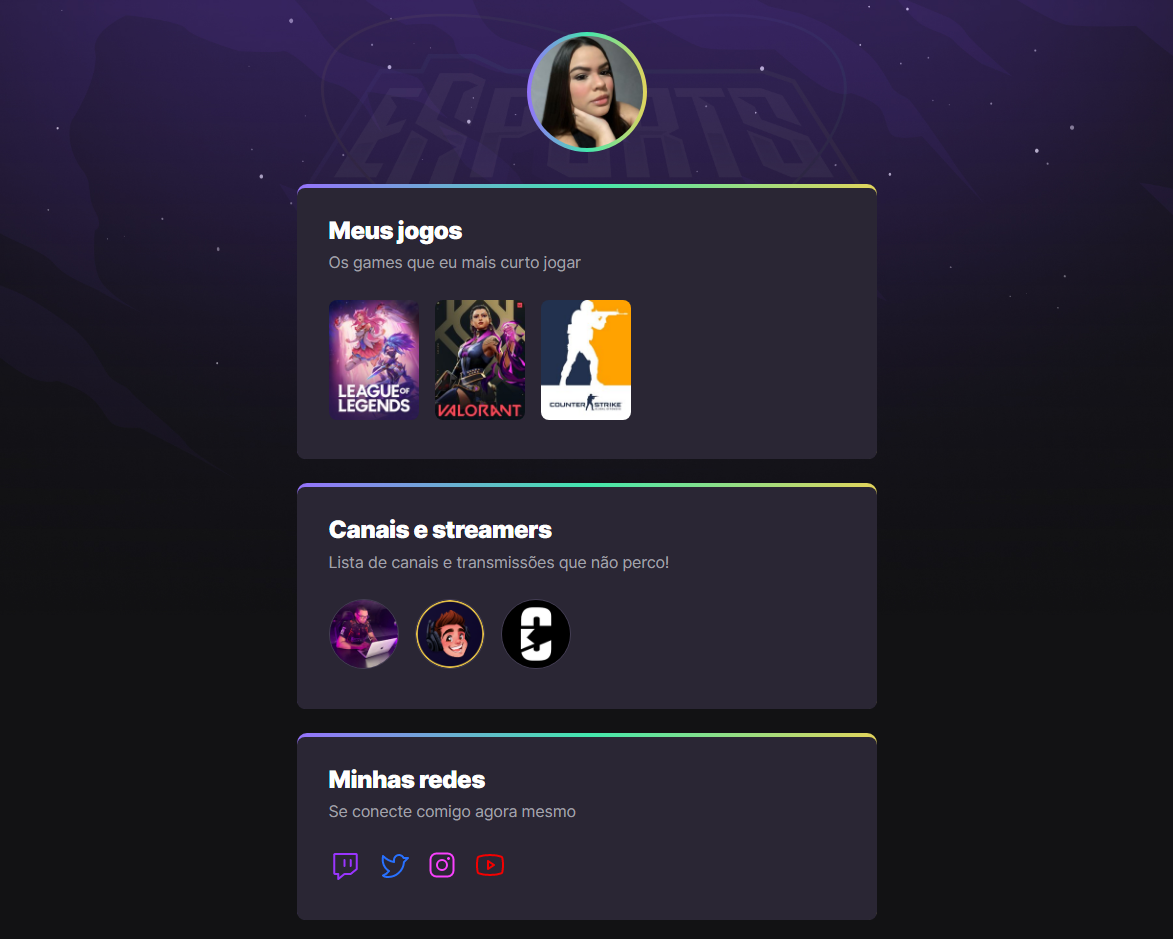 ESPORTS
Meus jogos
Os games que eu mais curto jogar
LEAGUE OF
LEGENDS
VALORANT
COUNTER STRIKE
Canais e streamers
Lista de canais e transmissões que não perco!
Minhas redes
Se conecte comigo agora mesmo